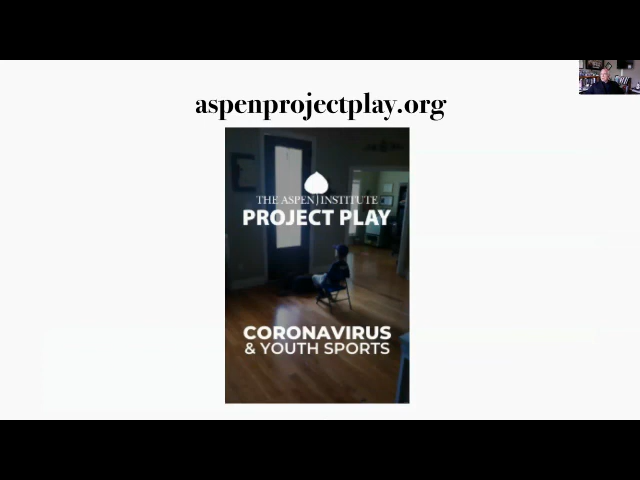 aspenprojectplay.org
THE ASPEN INSTITUTE
PROJECT PLAY
CORONAVIRUS
& YOUTH SPORTS